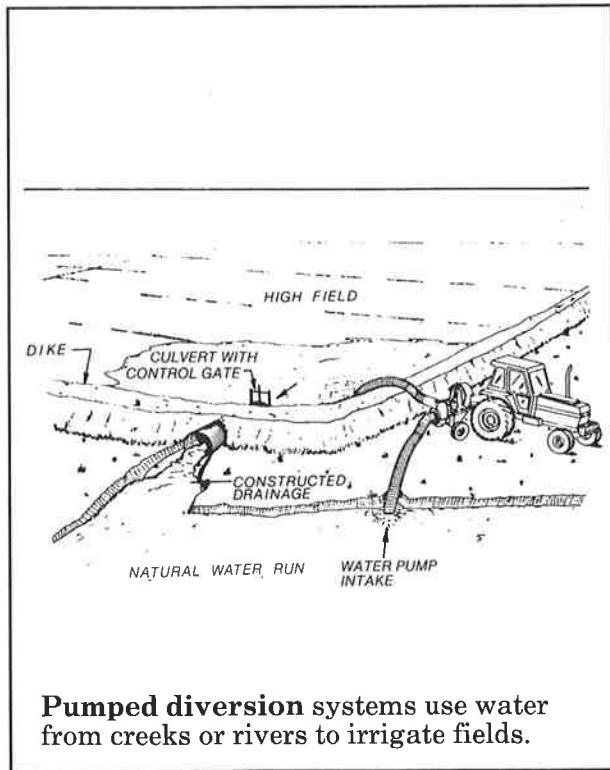 HIGH FIELD
DIKE
CULVERT WITH
CONTROL GATE
CONSTRUCTED
DRAINAGE
NATURAL WATER RUN
WATER PUMP
INTAKE
Pumped diversion systems use water
from creeks or rivers to irrigate fields.